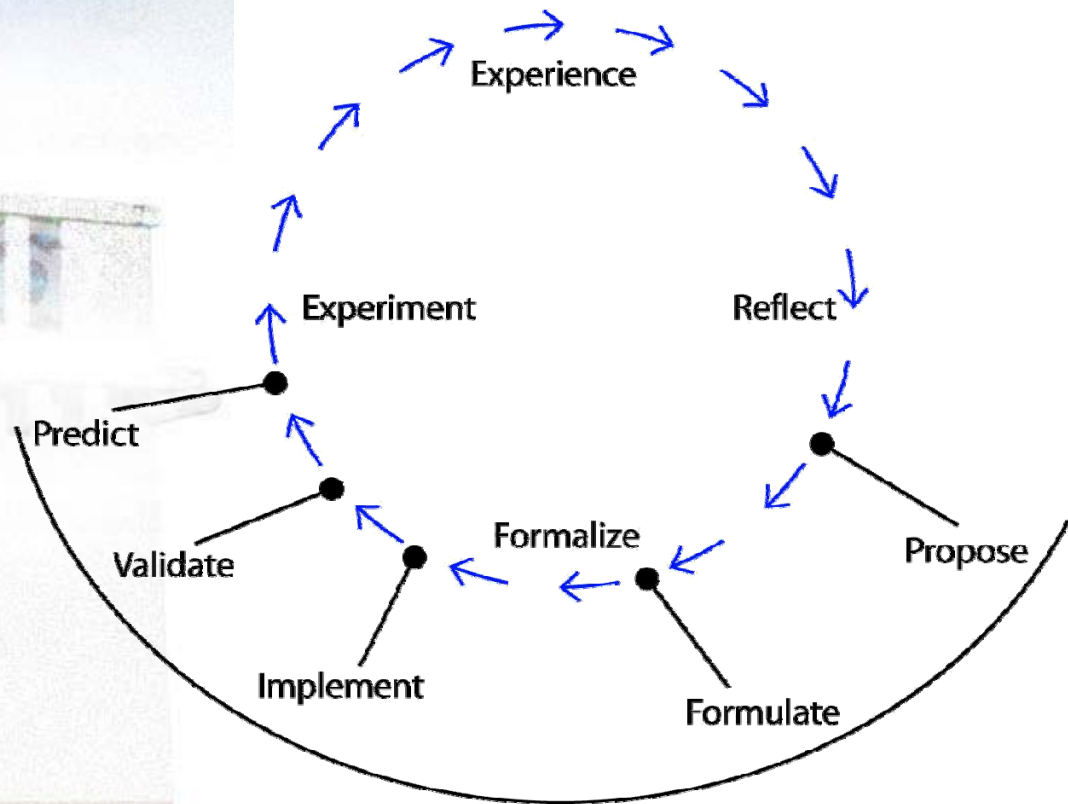 Experience
Experiment
Reflect
Predict
Formalize
Propose
Validate
Implement
Formulate